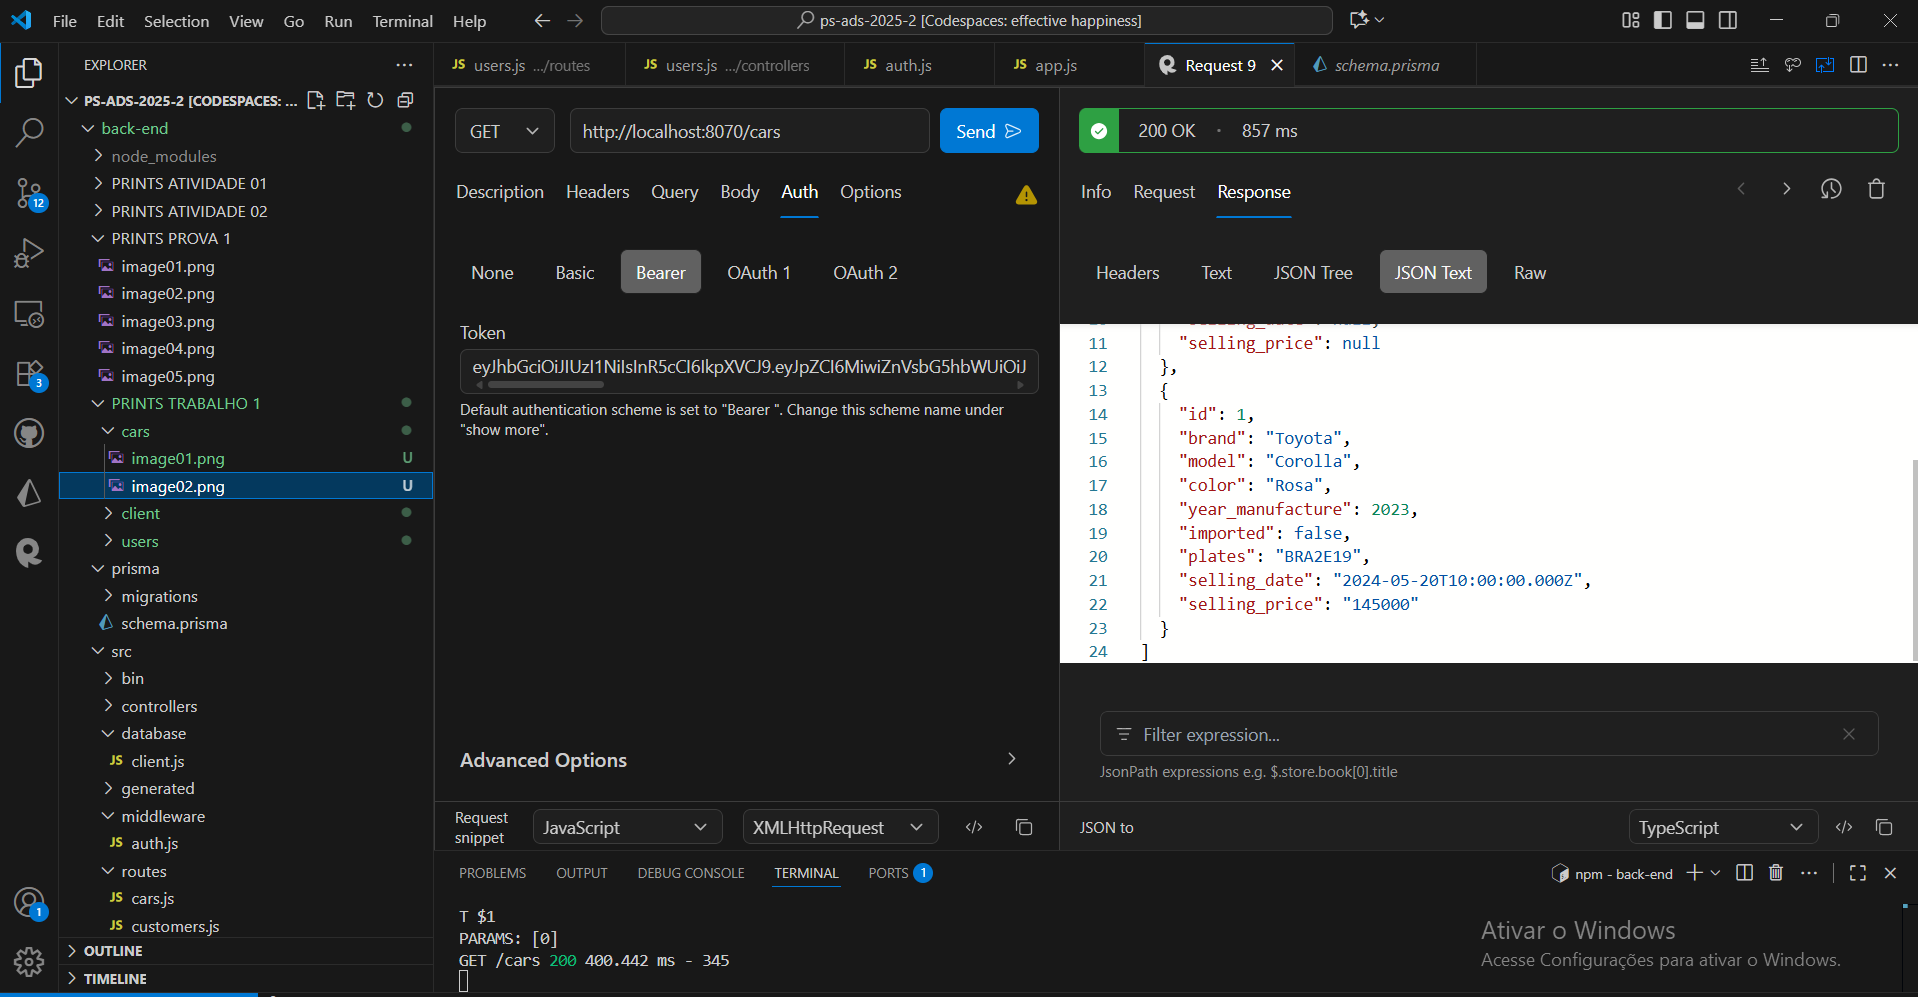 File Edit Selection View Go Run Terminal Help
ps-ads-2025-2 [Codespaces: effective happiness]
EXPLORER
PS-ADS-2025-2 [CODESPACES: ...
back-end
node_modules
PRINTS ATIVIDADE 01
PRINTS ATIVIDADE 02
PRINTS PROVA 1
image01.png
image02.png
image03.png
image04.png
image05.png
PRINTS TRABALHO 1
cars
image01.png U
image02.png U
client
users
prisma
migrations
schema.prisma
src
bin
controllers
database
JS client.js
generated
middleware
JS auth.js
routes
JS cars.js
JS customers.js
OUTLINE
TIMELINE
12
3
1
JS users.js .../routes
JS users.js .../controllers
JS auth.js
JS app.js
Request 9
schema.prisma
GET
http://localhost:8070/cars
Send
Description Headers Query Body Auth Options
None Basic Bearer OAuth 1 OAuth 2
Token
eyJhbGciOiJIUzI1NiIsInR5cCI6IkpXVCJ9.eyJpZCI6MiwiZnVsbG5hbWUiOiJ
Default authentication scheme is set to "Bearer ". Change this scheme name under
"show more".
Advanced Options
Request
snippet
JavaScript
XMLHttpRequest
200 OK · 857 ms
Info Request Response
Headers Text JSON Tree JSON Text Raw
11 "selling_price": null
12 },
13 {
14 "id": 1,
15 "brand": "Toyota",
16 "model": "Corolla",
17 "color": "Rosa",
18 "year_manufacture": 2023,
19 "imported": false,
20 "plates": "BRA2E19",
21 "selling_date": "2024-05-20T10:00:00.000Z",
22 "selling_price": "145000"
23 }
24 ]
Filter expression...
JsonPath expressions e.g. $.store.book[0].title
JSON to
TypeScript
PROBLEMS OUTPUT DEBUG CONSOLE TERMINAL PORTS 1
npm - back-end
T $1
PARAMS: [0]
GET /cars 200 400.442 ms - 345
Ativar o Windows
Acesse Configurações para ativar o Windows.